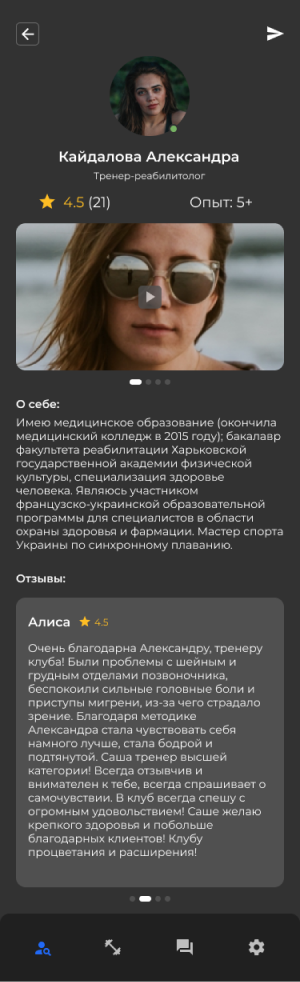 Кайдалова Александра
Тренер-реабилитолог
4.5 (21) Опыт: 5+
О себе:
Имею медицинское образование (окончила
медицинский колледж в 2015 году); бакалавр
факультета реабилитации Харьковской
государственной академии физической
культуры, специализация здоровье
человека. Являюсь участником
французско-украинской образовательной
программы для специалистов в области
охраны здоровья и фармации. Мастер спорта
Украины по синхронному плаванию.
Отзывы:
Алиса 4.5
Очень благодарна Александру, тренеру
клуба! Были проблемы с шейным и
грудным отделами позвоночника,
беспокоили сильные головные боли и
приступы мигрени, из-за чего страдало
зрение. Благодаря методике
Александра стала чувствовать себя
намного лучше, стала бодрой и
подтянутой. Саша тренер высшей
категории! Всегда отзывчив и
внимателен к тебе, всегда спрашивает о
самочувствии. В клуб всегда спешу с
огромным удовольствием! Саше желаю
крепкого здоровья и побольше
благодарных клиентов! Клубу
процветания и расширения!